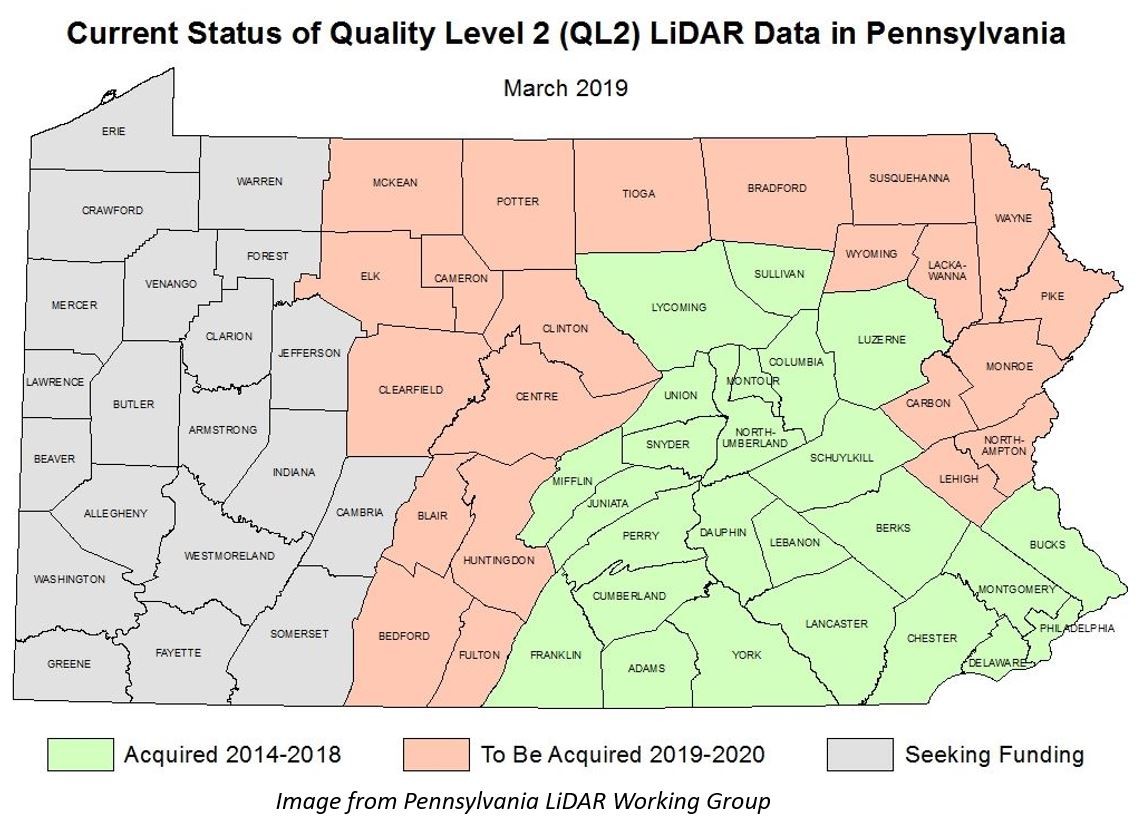 Current Status of Quality Level 2 (QL2) LiDAR Data in Pennsylvania
March 2019
ERIE
WARREN
MCKEAN
POTTER
TIOGA
BRADFORD
SUSQUEHANNA
WAYNE
CRAWFORD
FOREST
VENANGO
ELK
CAMERON
SULLIVAN
WYOMING
LACKA-
WANNA
PIKE
MERCER
CLARION
JEFFERSON
CLINTON
LYCOMING
LUZERNE
COLUMBIA
MONROE
LAWRENCE
BUTLER
CLEARFIELD
CENTRE
UNION
MONTOUR
CARBON
ARMSTRONG
SNYDER
NORTH-
UMBERLAND
SCHUYLKILL
NORTH-
AMPTON
LEHIGH
BEAVER
INDIANA
MIFFLIN
JUNIATA
ALLEGHENY
CAMBRIA
BLAIR
HUNTINGDON
PERRY
DAUPHIN
LEBANON
BERKS
BUCKS
WASHINGTON
WESTMORELAND
CUMBERLAND
MONTGOMERY
SOMERSET
BEDFORD
LANCASTER
CHESTER
PHILADELPHIA
GREENE
FAYETTE
FULTON
FRANKLIN
ADAMS
YORK
DELAWARE
Acquired 2014-2018
To Be Acquired 2019-2020
Seeking Funding
Image from Pennsylvania LiDAR Working Group